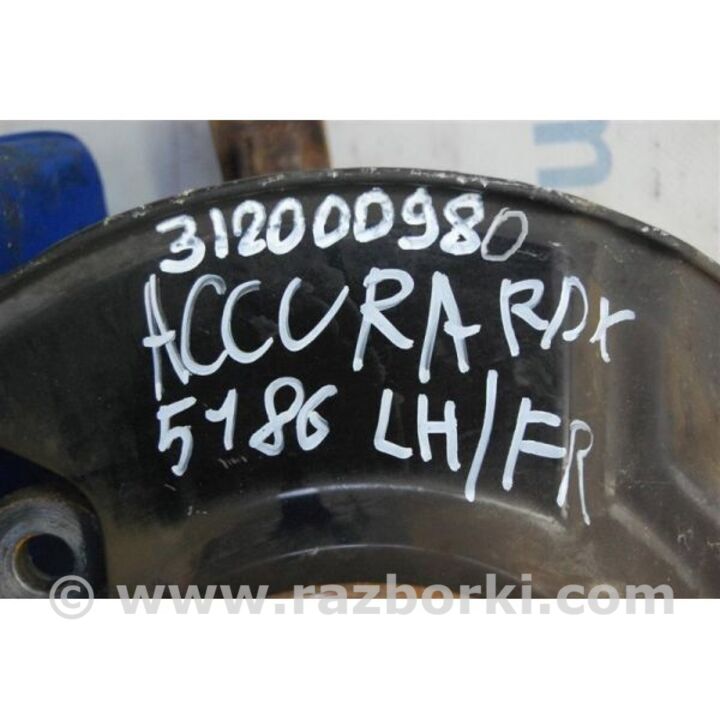 312000980
ACCURA RDX
5186 LH/FR
© www.razborki.com